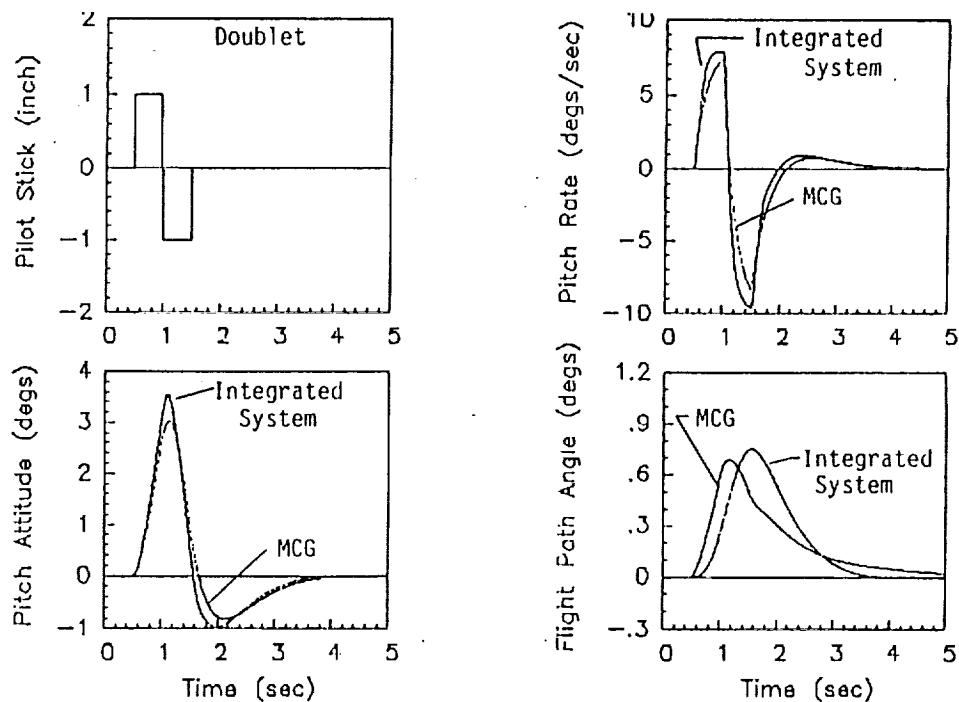 2
1
0
-1
-2
Pilot Stick (inch)
Doublet
0 1 2 3 4 5
10
5
0
-5
-10
Pitch Rate (degs/sec)
Integrated
System
MCG
0 1 2 3 4 5
4
3
2
1
0
-1
Pitch Attitude (degs)
Integrated
System
MCG
0 1 2 3 4 5
Time (sec)
1.2
.9
.6
.3
0
-.3
Flight Path Angle (degs)
MCG
Integrated
System
0 1 2 3 4 5
Time (sec)